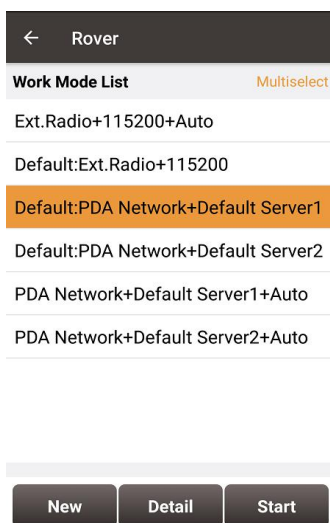 Rover
Work Mode List Multiselect
Ext.Radio+115200+Auto
Default:Ext.Radio+115200
Default:PDA Network+Default Server1
Default:PDA Network+Default Server2
PDA Network+Default Server1+Auto
PDA Network+Default Server2+Auto
New Detail Start